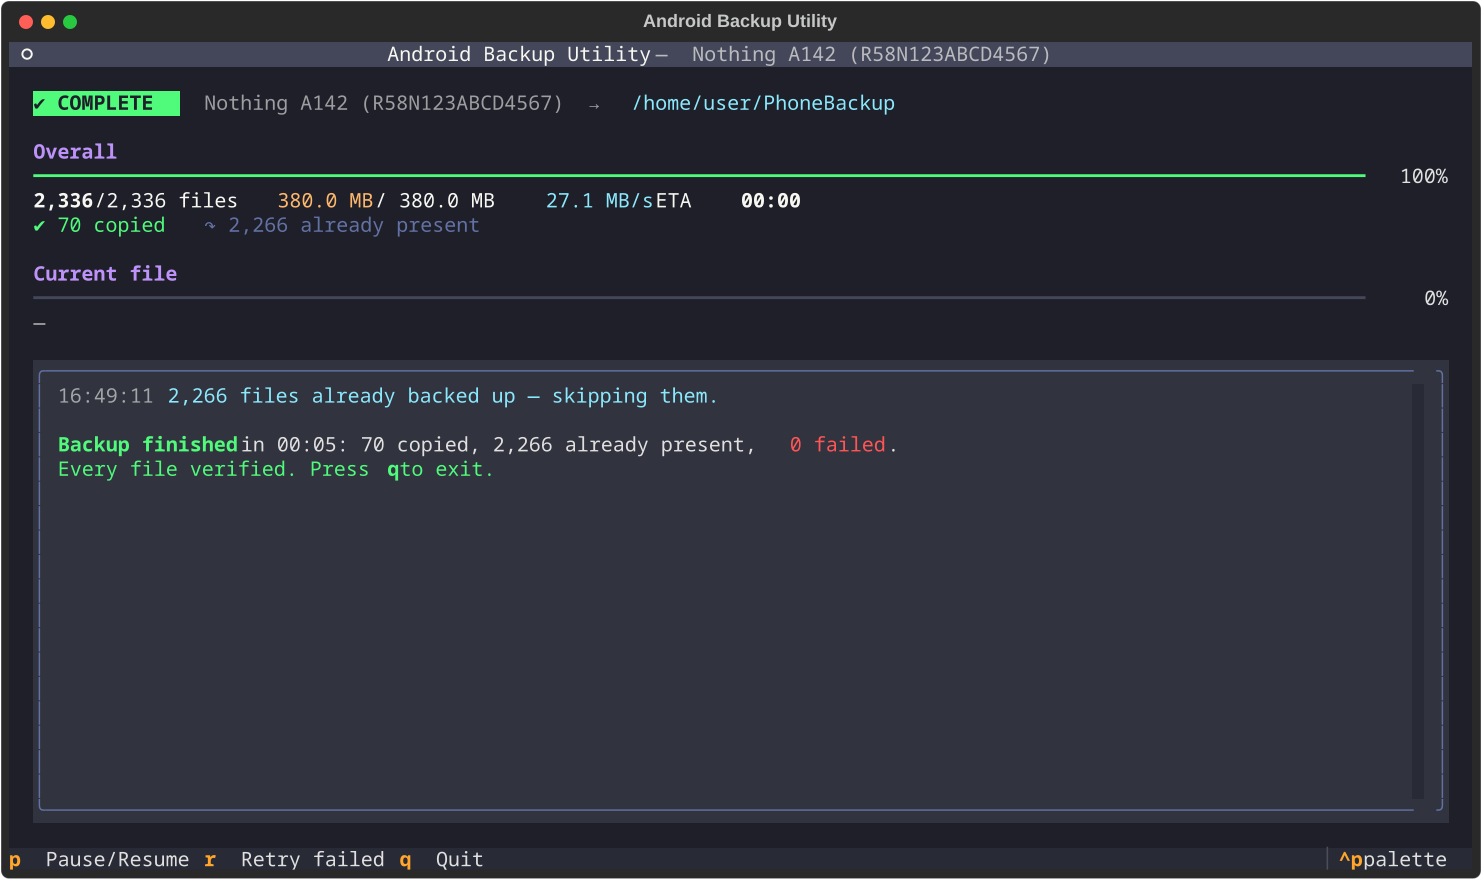 Android Backup Utility
Android Backup Utility — Nothing A142 (R58N123ABCD4567)
✔ COMPLETE Nothing A142 (R58N123ABCD4567) → /home/user/PhoneBackup
Overall
100%
2,336/2,336 files 380.0 MB/ 380.0 MB 27.1 MB/sETA 00:00
✔ 70 copied ↷ 2,266 already present
Current file
0%
—
16:49:11 2,266 files already backed up — skipping them.
Backup finished in 00:05: 70 copied, 2,266 already present, 0 failed.
Every file verified. Press q to exit.
p Pause/Resume r Retry failed q Quit ^p palette